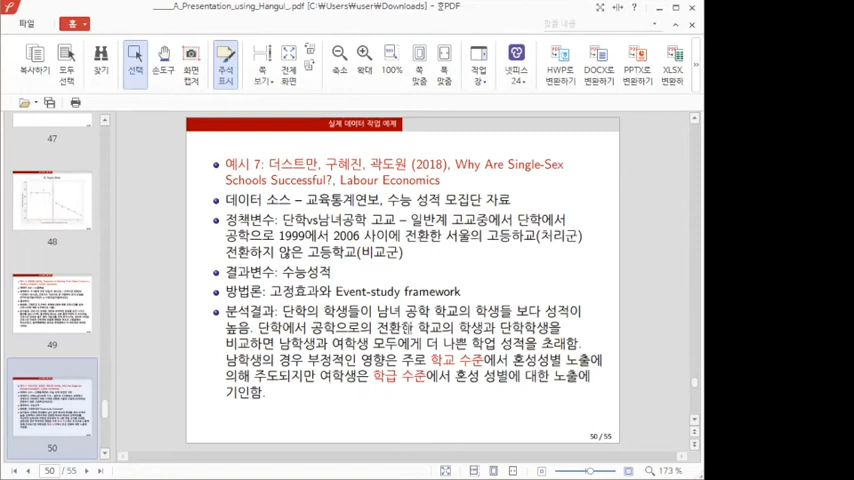 _____A_Presentation_using_Hangul_.pdf [C:₩Users₩user₩Downloads] - 훈PDF
파일
홈
찾을 내용
복사하기
모두 선택
찾기
선택
손도구
화면 캡처
주석 표시
쪽 보기
전체 화면
축소
확대
100%
폭 맞춤
쪽 맞춤
작업 창
넷피스 24
HWP로 변환하기
DOCX로 변환하기
PPTX로 변환하기
XLSX로 변환하기
47
48
49
50
실제 데이터 작업 예제
예시 7: 더스트만, 구혜진, 곽도원 (2018), Why Are Single-Sex
Schools Successful?, Labour Economics
데이터 소스 – 교육통계연보, 수능 성적 모집단 자료
정책변수: 단학vs남녀공학 고교 – 일반계 고교중에서 단학에서
공학으로 1999에서 2006 사이에 전환한 서울의 고등하교(처리군)
전환하지 않은 고등학교(비교군)
결과변수: 수능성적
방법론: 고정효과와 Event-study framework
분석결과: 단학의 학생들이 남녀 공학 학교의 학생들 보다 성적이
높음. 단학에서 공학으로의 전환한 학교의 학생과 단학학생을
비교하면 남학생과 여학생 모두에게 더 나쁜 학업 성적을 초래함.
남학생의 경우 부정적인 영향은 주로 학교 수준에서 혼성성별 노출에
의해 주도되지만 여학생은 학급 수준에서 혼성 성별에 대한 노출에
기인함.
50 / 55
50 / 55
173 %